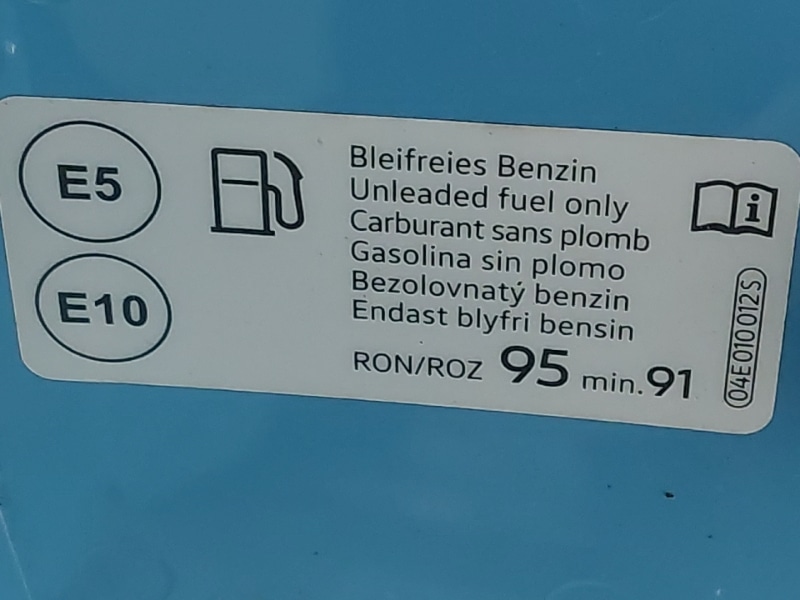 E5
E10
Bleifreies Benzin
Unleaded fuel only
Carburant sans plomb
Gasolina sin plomo
Bezolovnatý benzin
Endast blyfri bensin
RON/ROZ 95 min.91
i
04E010012S